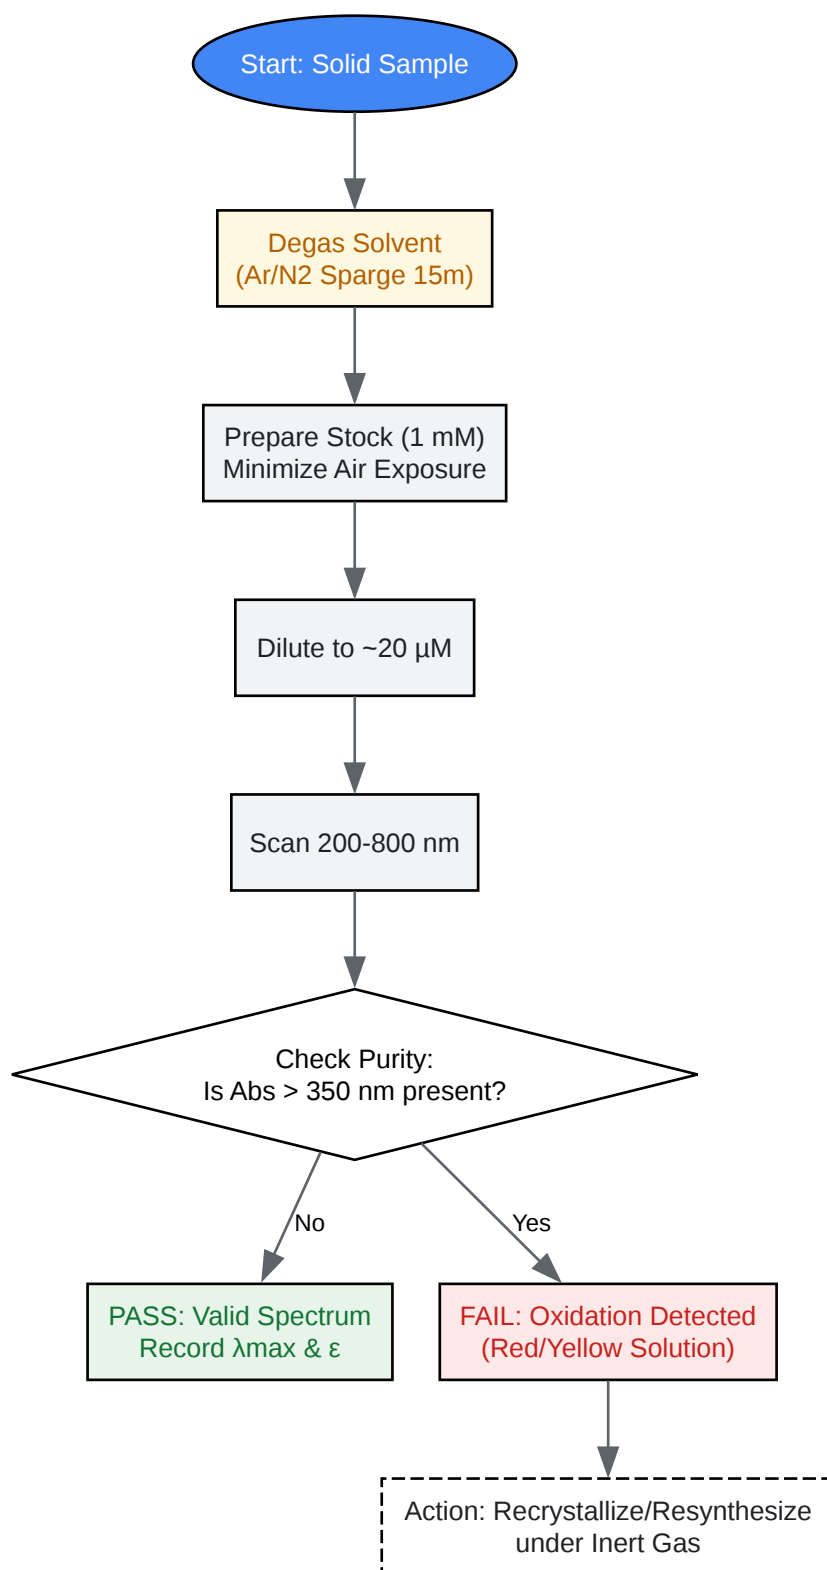 Start: Solid Sample
Degas Solvent
(Ar/N2 Sparge 15m)
Prepare Stock (1 mM)
Minimize Air Exposure
Dilute to ~20 µM
Scan 200-800 nm
Check Purity:
Is Abs > 350 nm present?
No
Yes
PASS: Valid Spectrum
Record λmax & ε
FAIL: Oxidation Detected
(Red/Yellow Solution)
Action: Recrystallize/Resynthesize
under Inert Gas